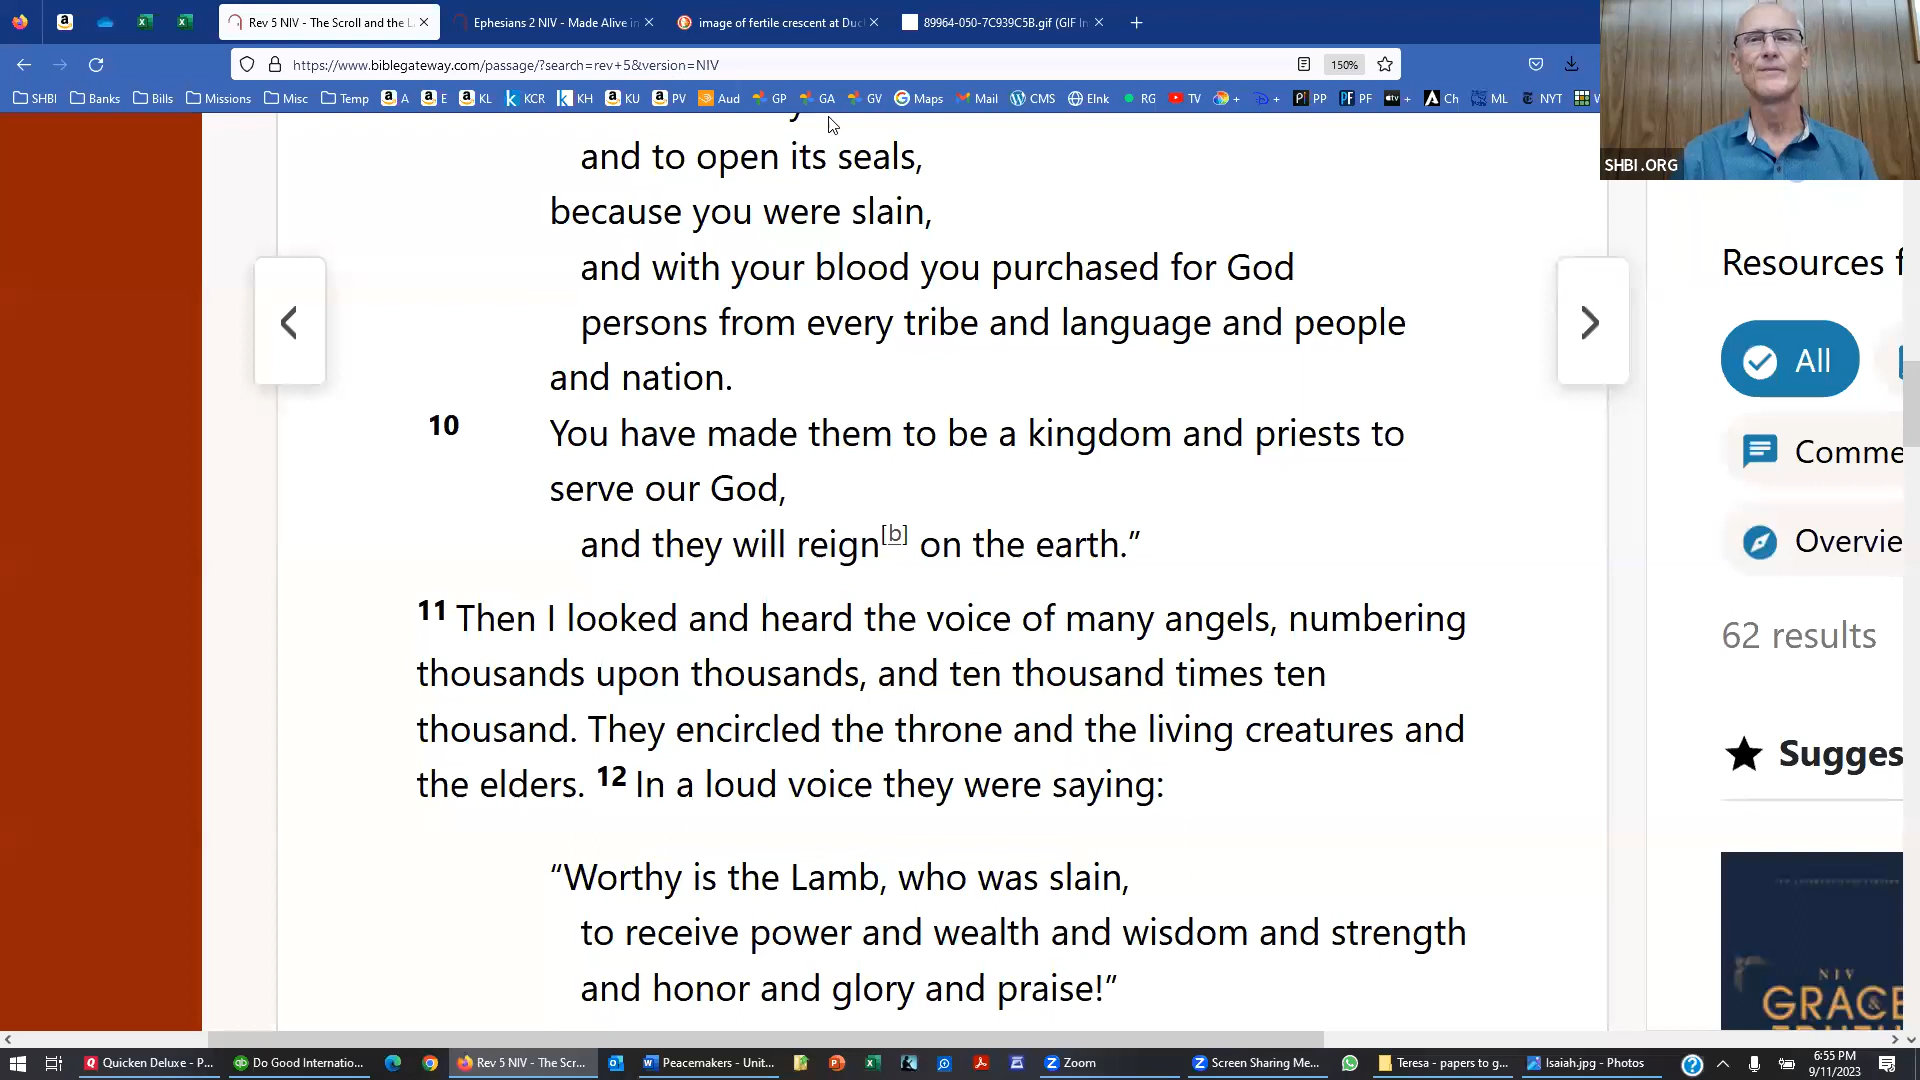 Rev 5 NIV - The Scroll and the L
Ephesians 2 NIV - Made Alive in
image of fertile crescent at Duc
89964-050-7C939C5B.gif (GIF In
https://www.biblegateway.com/passage/?search=rev+5&version=NIV
150%
SHBI
Banks
Bills
Missions
Misc
Temp
A
E
KL
KCR
KH
KU
PV
Aud
GP
GA
GV
Maps
Mail
CMS
EInk
RG
TV
+
+
PP
PF
+
Ch
ML
NYT
SHBI.ORG
and to open its seals,
because you were slain,
and with your blood you purchased for God
persons from every tribe and language and people
and nation.
10 You have made them to be a kingdom and priests to
serve our God,
and they will reign[b] on the earth.”
11 Then I looked and heard the voice of many angels, numbering
thousands upon thousands, and ten thousand times ten
thousand. They encircled the throne and the living creatures and
the elders. 12 In a loud voice they were saying:
“Worthy is the Lamb, who was slain,
to receive power and wealth and wisdom and strength
and honor and glory and praise!”
Resources f
All
Comme
Overvie
62 results
Sugges
NIV
GRACE
Quicken Deluxe - P...
Do Good Internatio...
Rev 5 NIV - The Scr...
Peacemakers - Unit...
Zoom
Screen Sharing Me...
Teresa - papers to g...
Isaiah.jpg - Photos
6:55 PM
9/11/2023